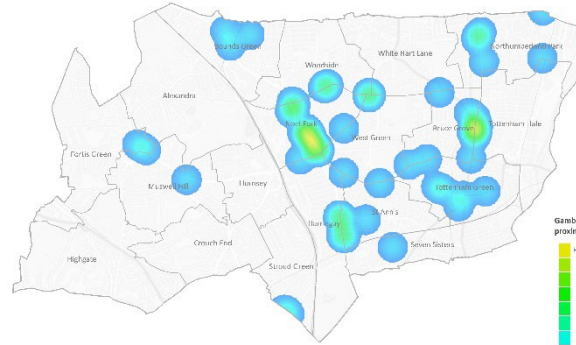 Bounds Green
Northumberland Park
White Hart Lane
Woodside
Alexandra
Noel Park
West Green
Bruce Grove
Tottenham Hale
Fortis Green
Muswell Hill
Hornsey
Tottenham Green
Harringay
St Ann's
Crouch End
Seven Sisters
Highgate
Stroud Green
Gamb
proxin
H